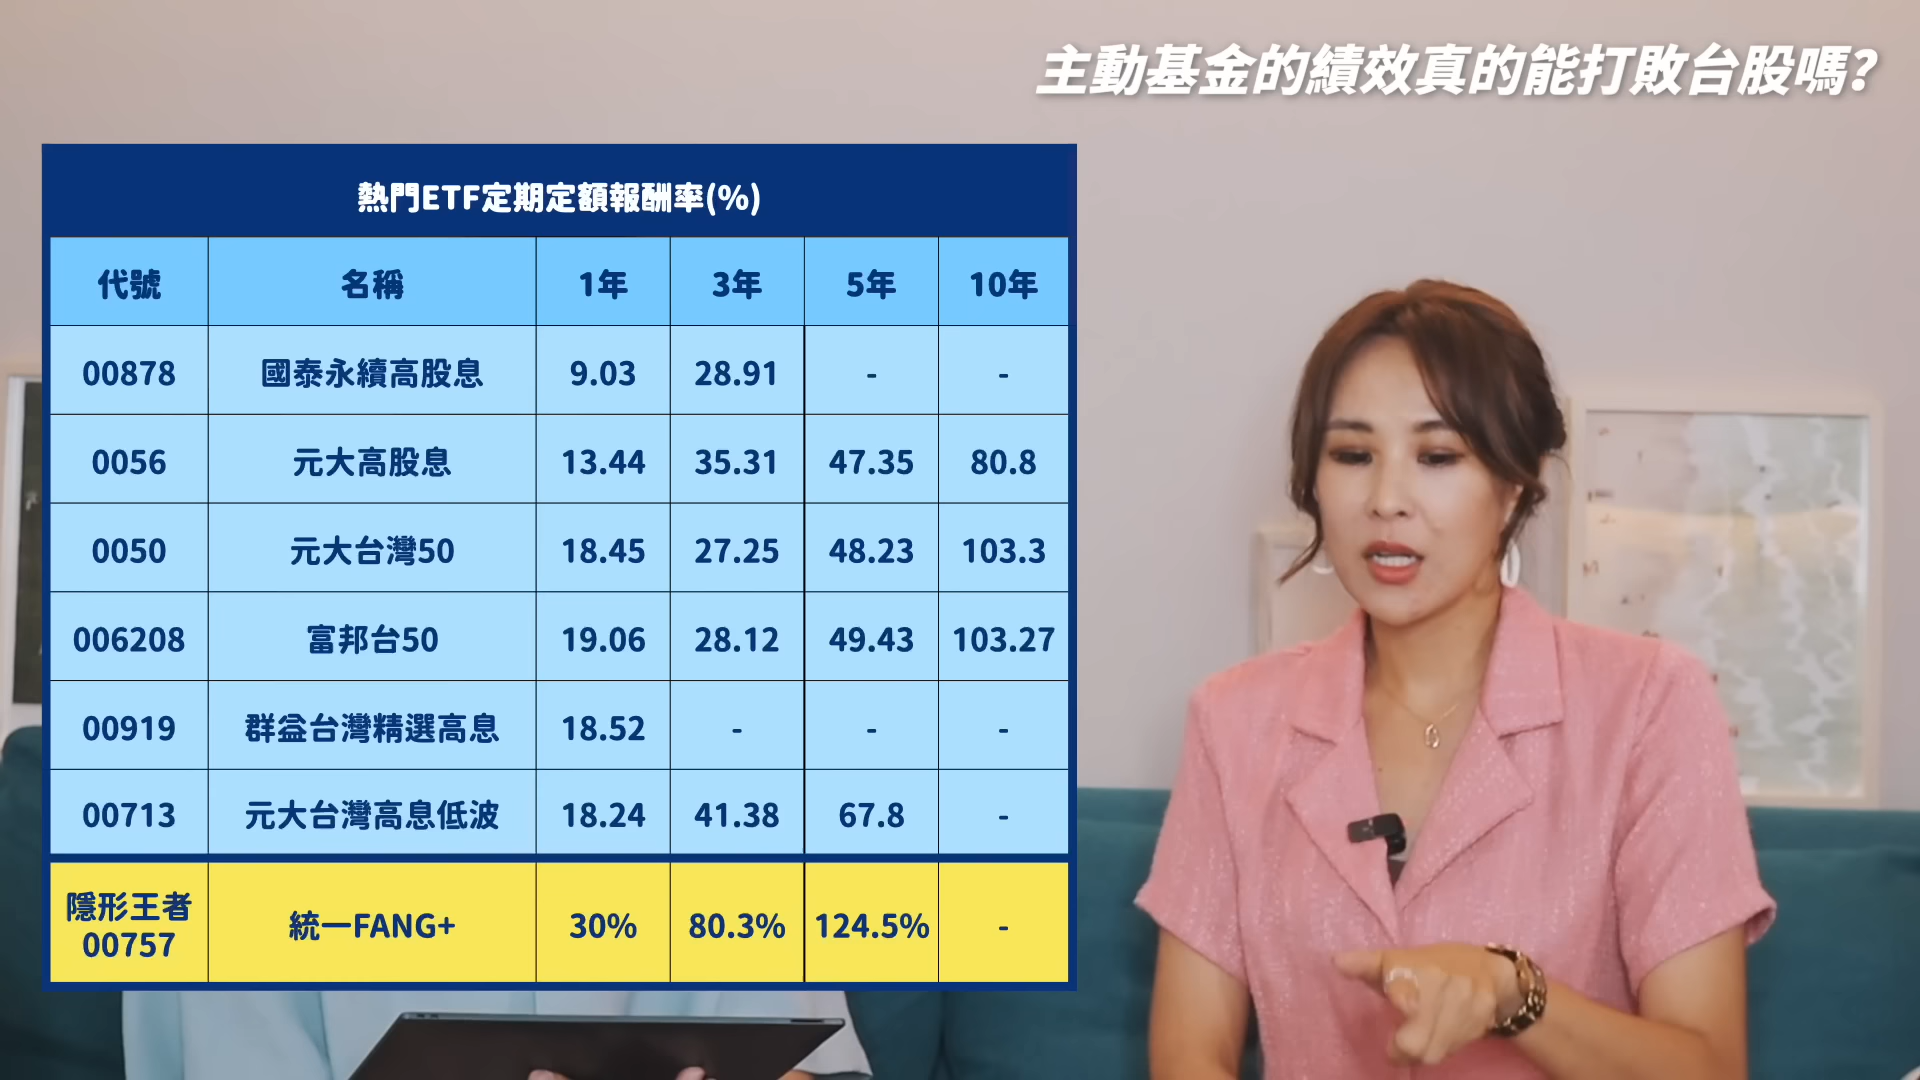 主動基金的績效真的能打敗台股嗎?
熱門ETF定期定額報酬率(%)
代號 名稱 1年 3年 5年 10年
00878 國泰永續高股息 9.03 28.91 - -
0056 元大高股息 13.44 35.31 47.35 80.8
0050 元大台灣50 18.45 27.25 48.23 103.3
006208 富邦台50 19.06 28.12 49.43 103.27
00919 群益台灣精選高息 18.52 - - -
00713 元大台灣高息低波 18.24 41.38 67.8 -
隱形王者
00757 統一FANG+ 30% 80.3% 124.5% -